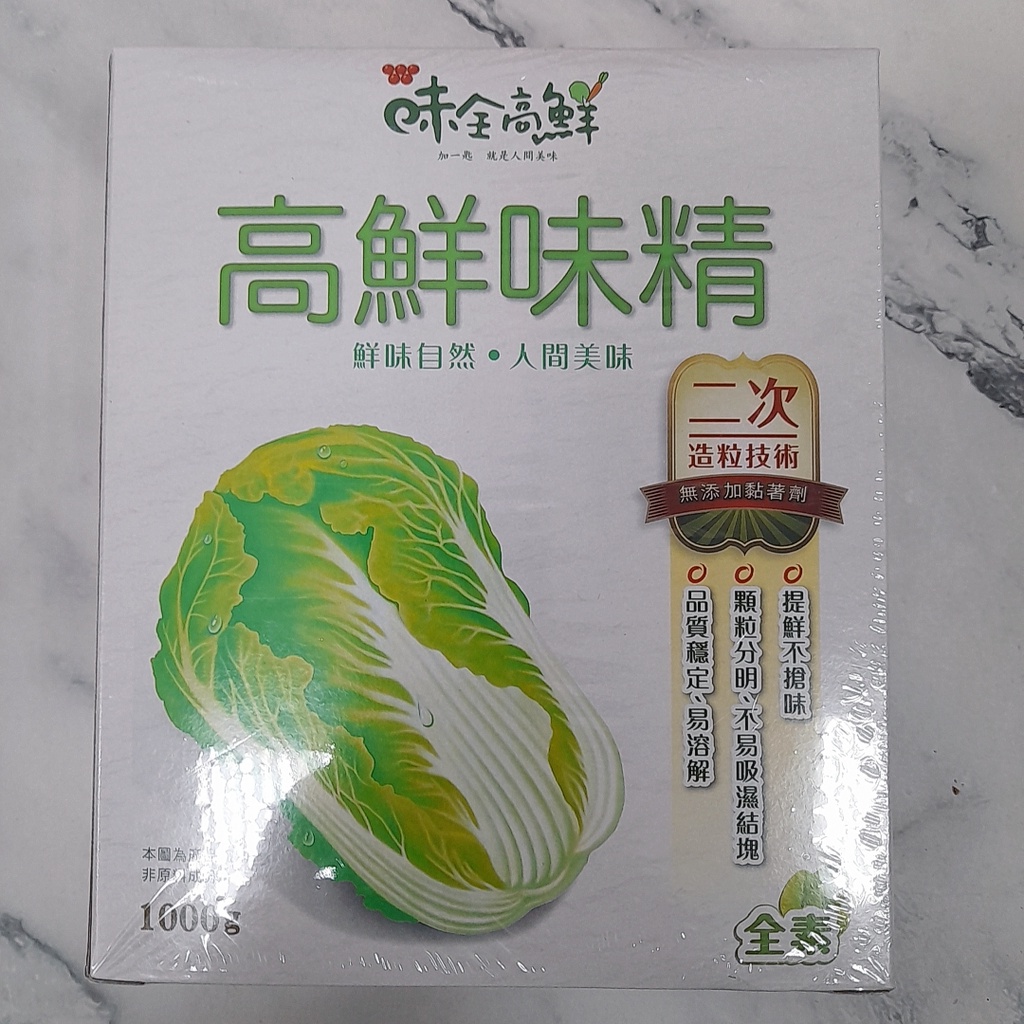 味全高鮮
加一匙 就是人間美味
高鮮味精
鮮味自然•人間美味
二次
造粒技術
無添加黏著劑
提鮮不搶味
顆粒分明、不易吸濕結塊
品質穩定、易溶解
本圖為
非原料成
1000g
全素